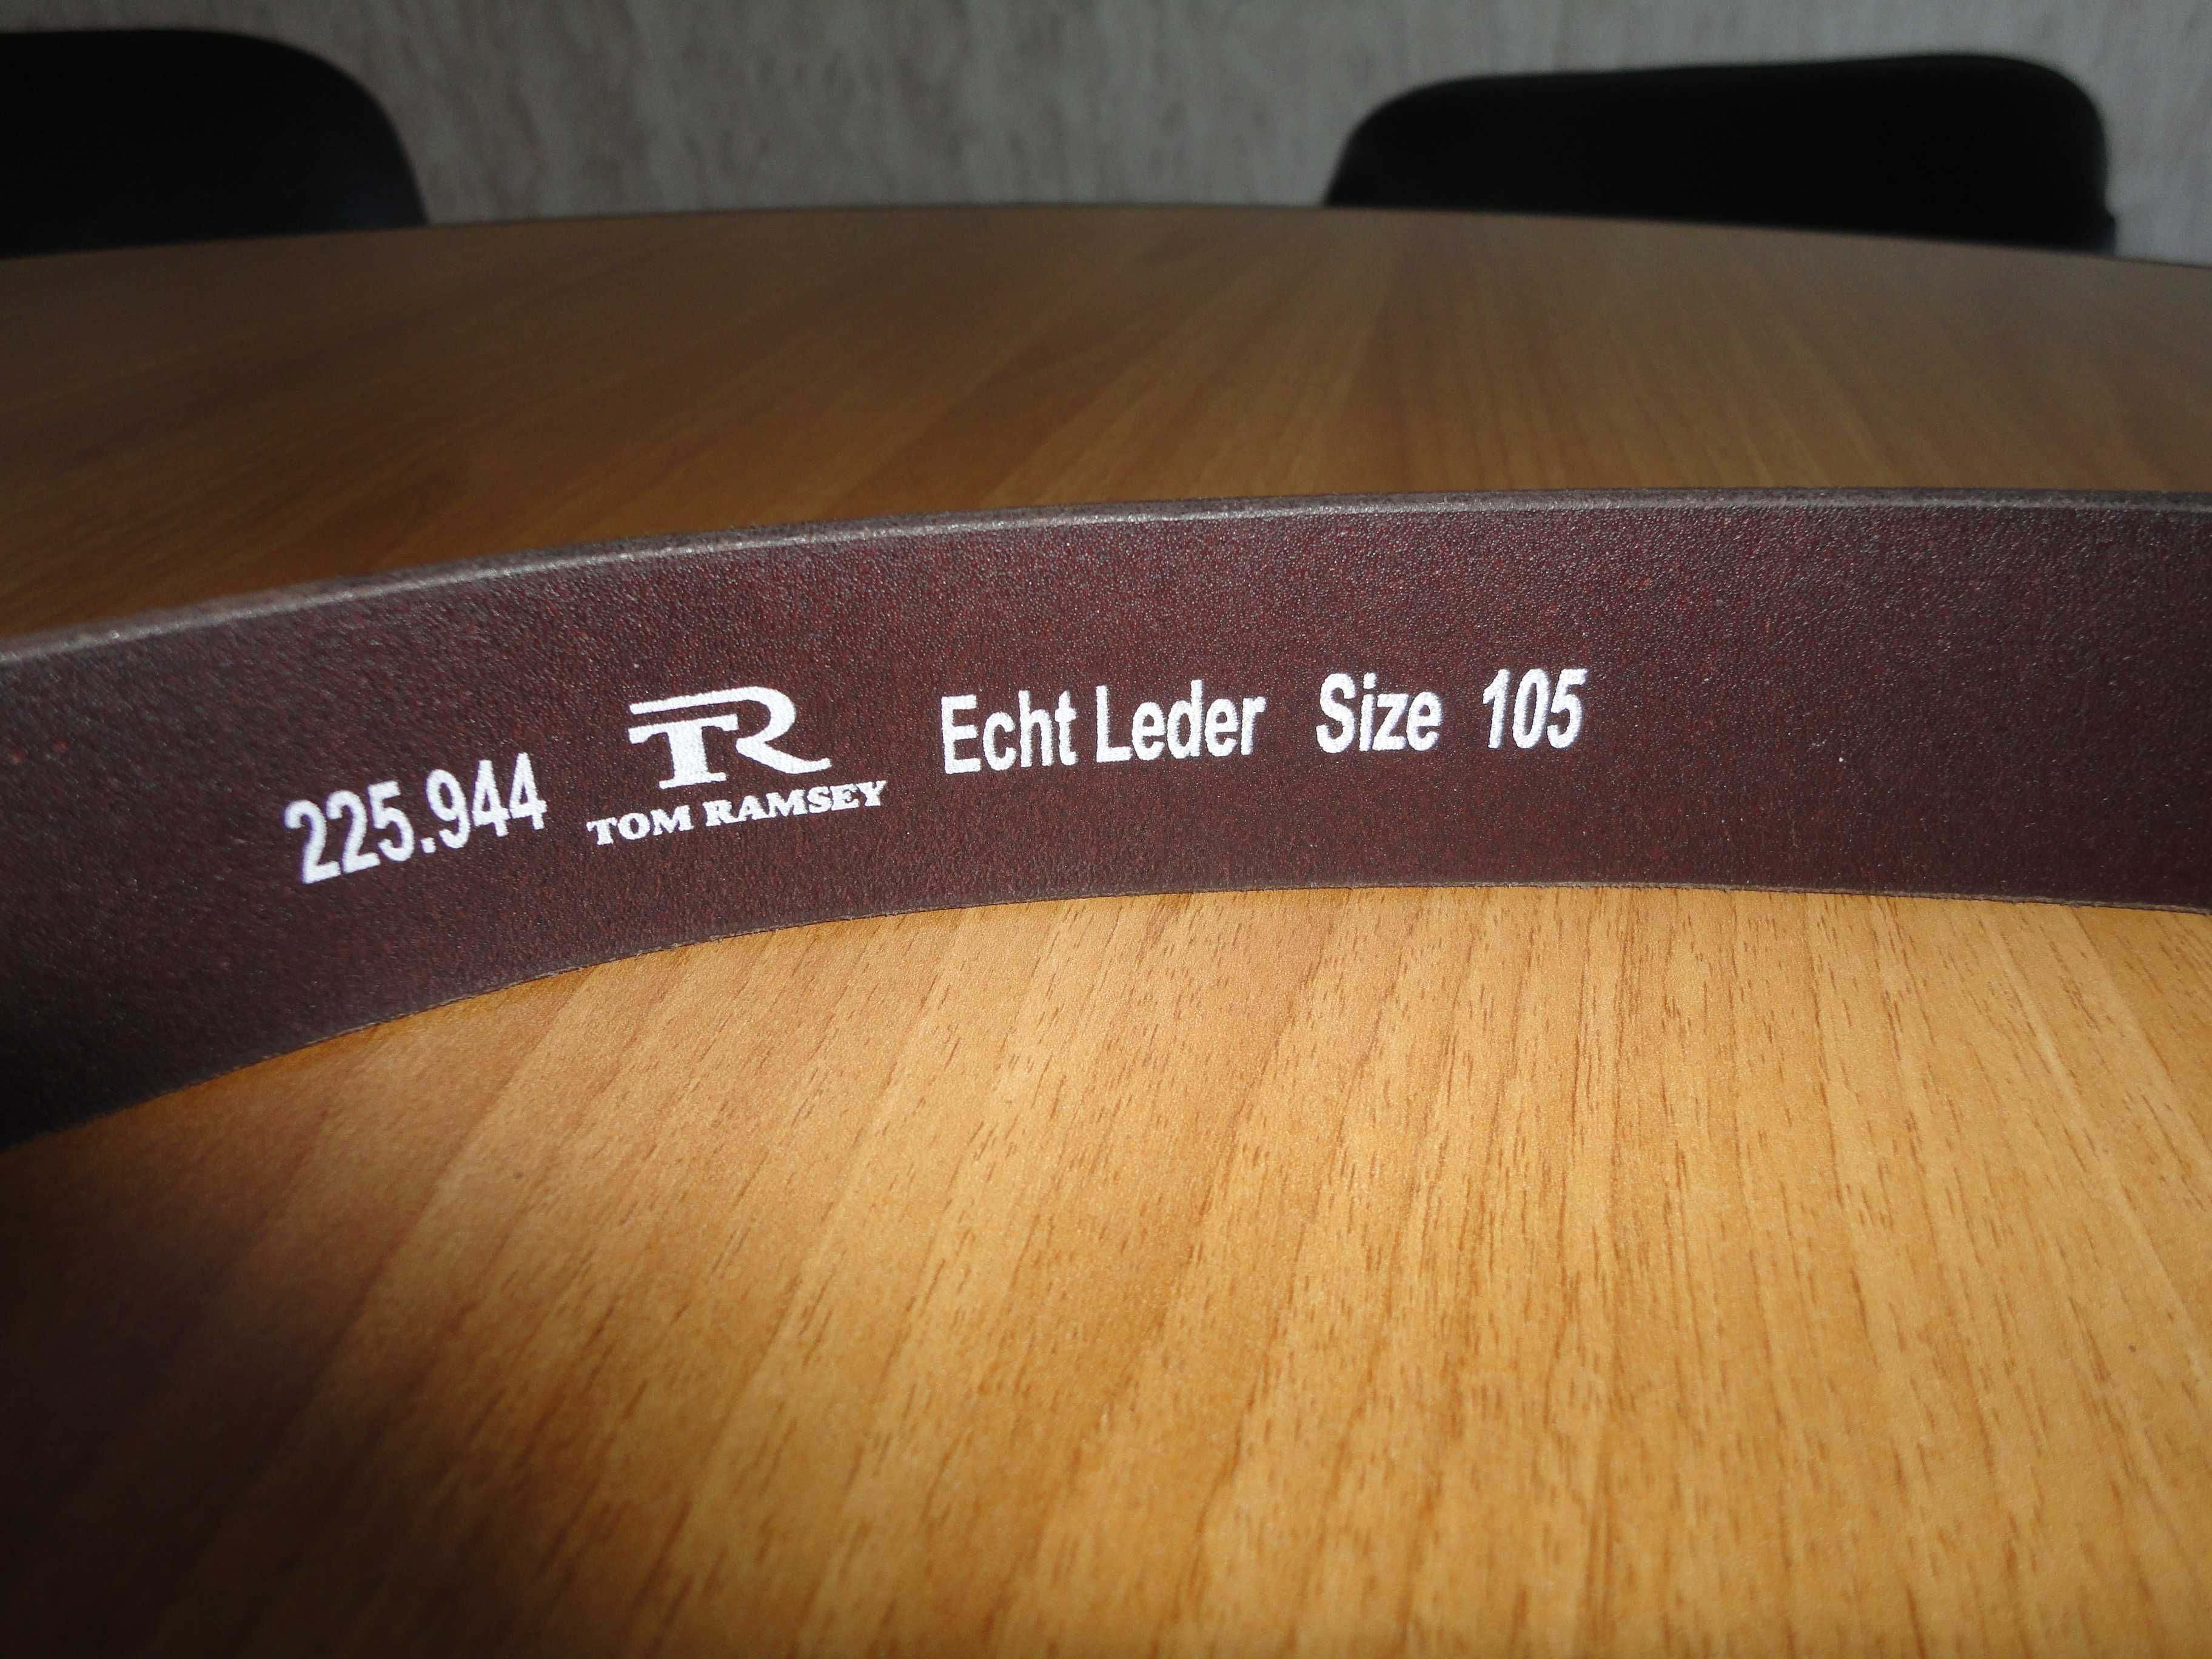 225.944 TR Echt Leder Size 105
TOM RAMSEY